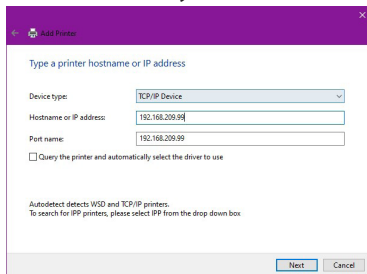 Add Printer
Type a printer hostname or IP address
Device type: TCP/IP Device
Hostname or IP address: 192.168.209.99
Port name: 192.168.209.99
Query the printer and automatically select the driver to use
Autodetect detects WSD and TCP/IP printers.
To search for IPP printers, please select IPP from the drop down box
Next Cancel